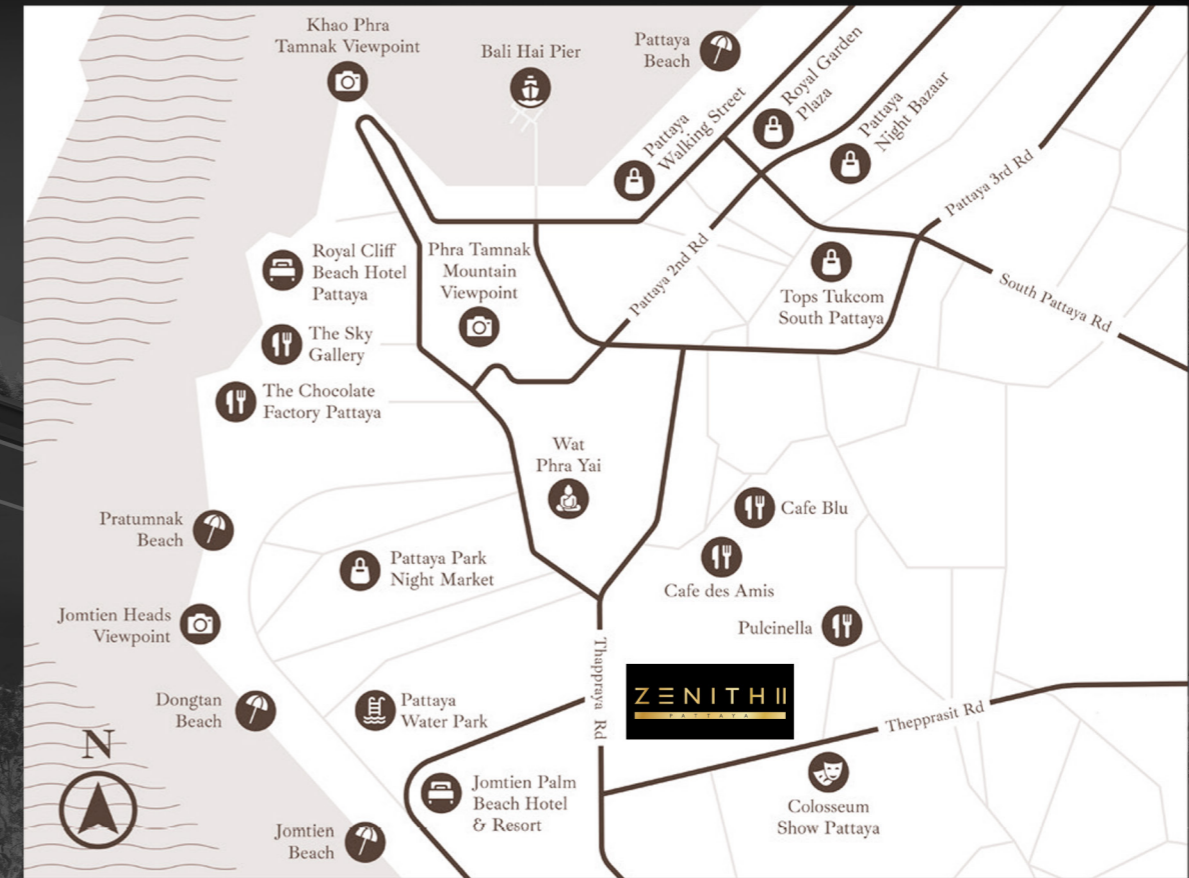 Khao Phra
Tamnak Viewpoint
Bali Hai Pier
Pattaya
Beach
Royal Garden
Plaza
Pattaya
Walking Street
Pattaya
Night Bazaar
Pattaya 3rd Rd
Royal Cliff
Beach Hotel
Pattaya
Phra Tamnak
Mountain
Viewpoint
Pattaya 2nd Rd
Tops Tukcom
South Pattaya
South Pattaya Rd
The Sky
Gallery
The Chocolate
Factory Pattaya
Wat
Phra Yai
Cafe Blu
Pratumnak
Beach
Pattaya Park
Night Market
Cafe des Amis
Jomtien Heads
Viewpoint
Pulcinella
Thappraya Rd
ZENITH II
PATTAYA
Dongtan
Beach
Pattaya
Water Park
Thepprasit Rd
N
Jomtien Palm
Beach Hotel
& Resort
Colosseum
Show Pattaya
Jomtien
Beach